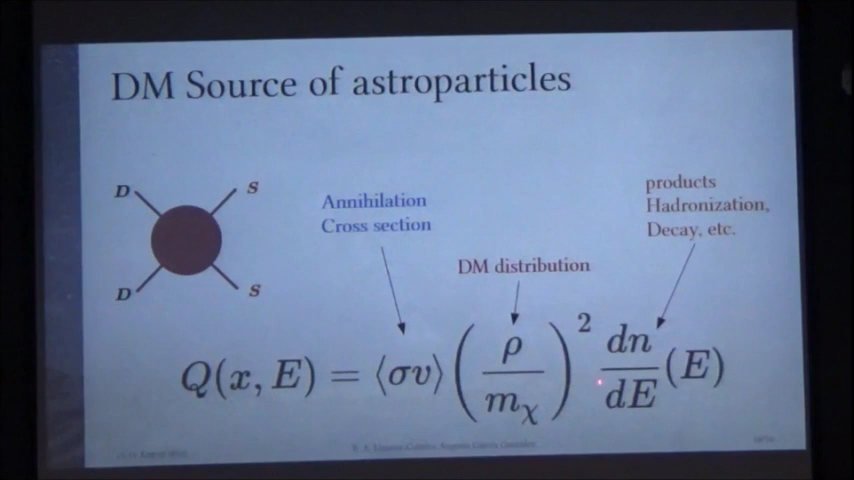 DM Source of astroparticles
D S
Annihilation
Cross section
products
Hadronization,
Decay, etc.
DM distribution
D S
Q(x, E) = ⟨σv⟩ (ρ/m_χ)² dn/dE (E)